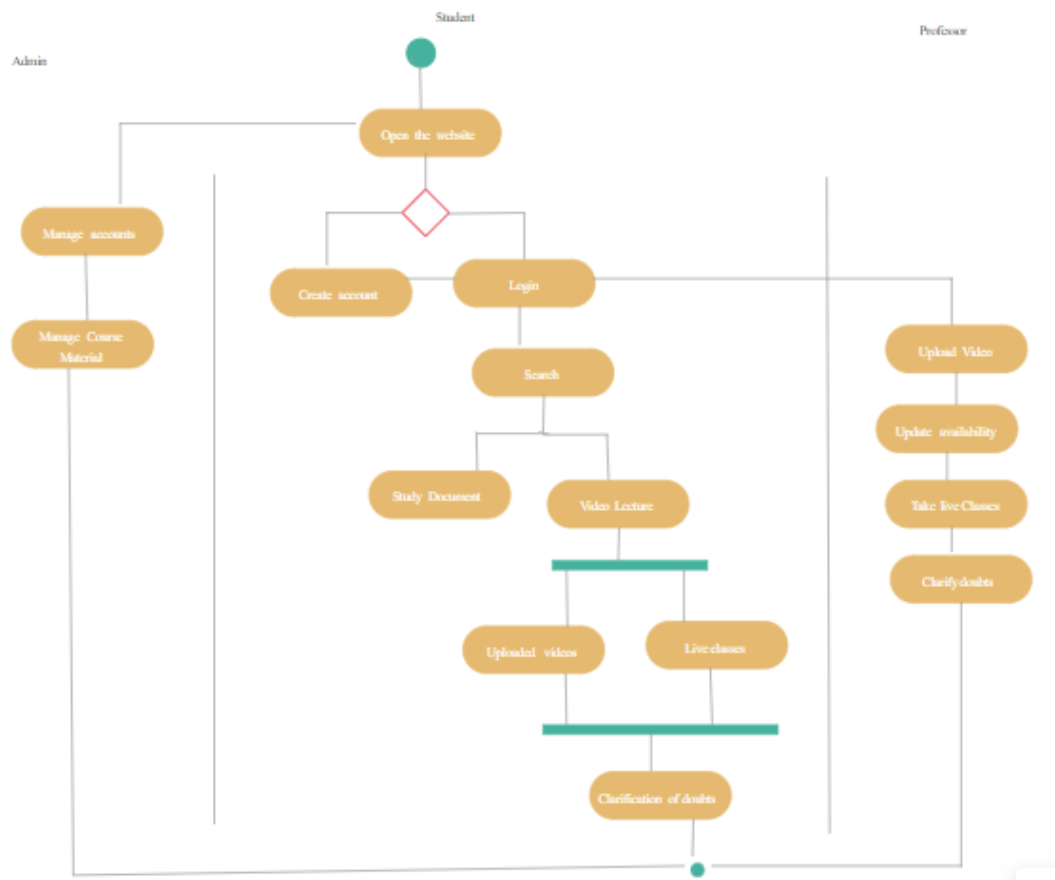 Student
Professor
Admin
Open the website
Manage accounts
Login
Create account
Manage Course
Material
Upload Video
Search
Update availability
Study Document
Video Lecture
Take live Classes
Clarify doubts
Uploaded videos
Live classes
Clarification of doubts